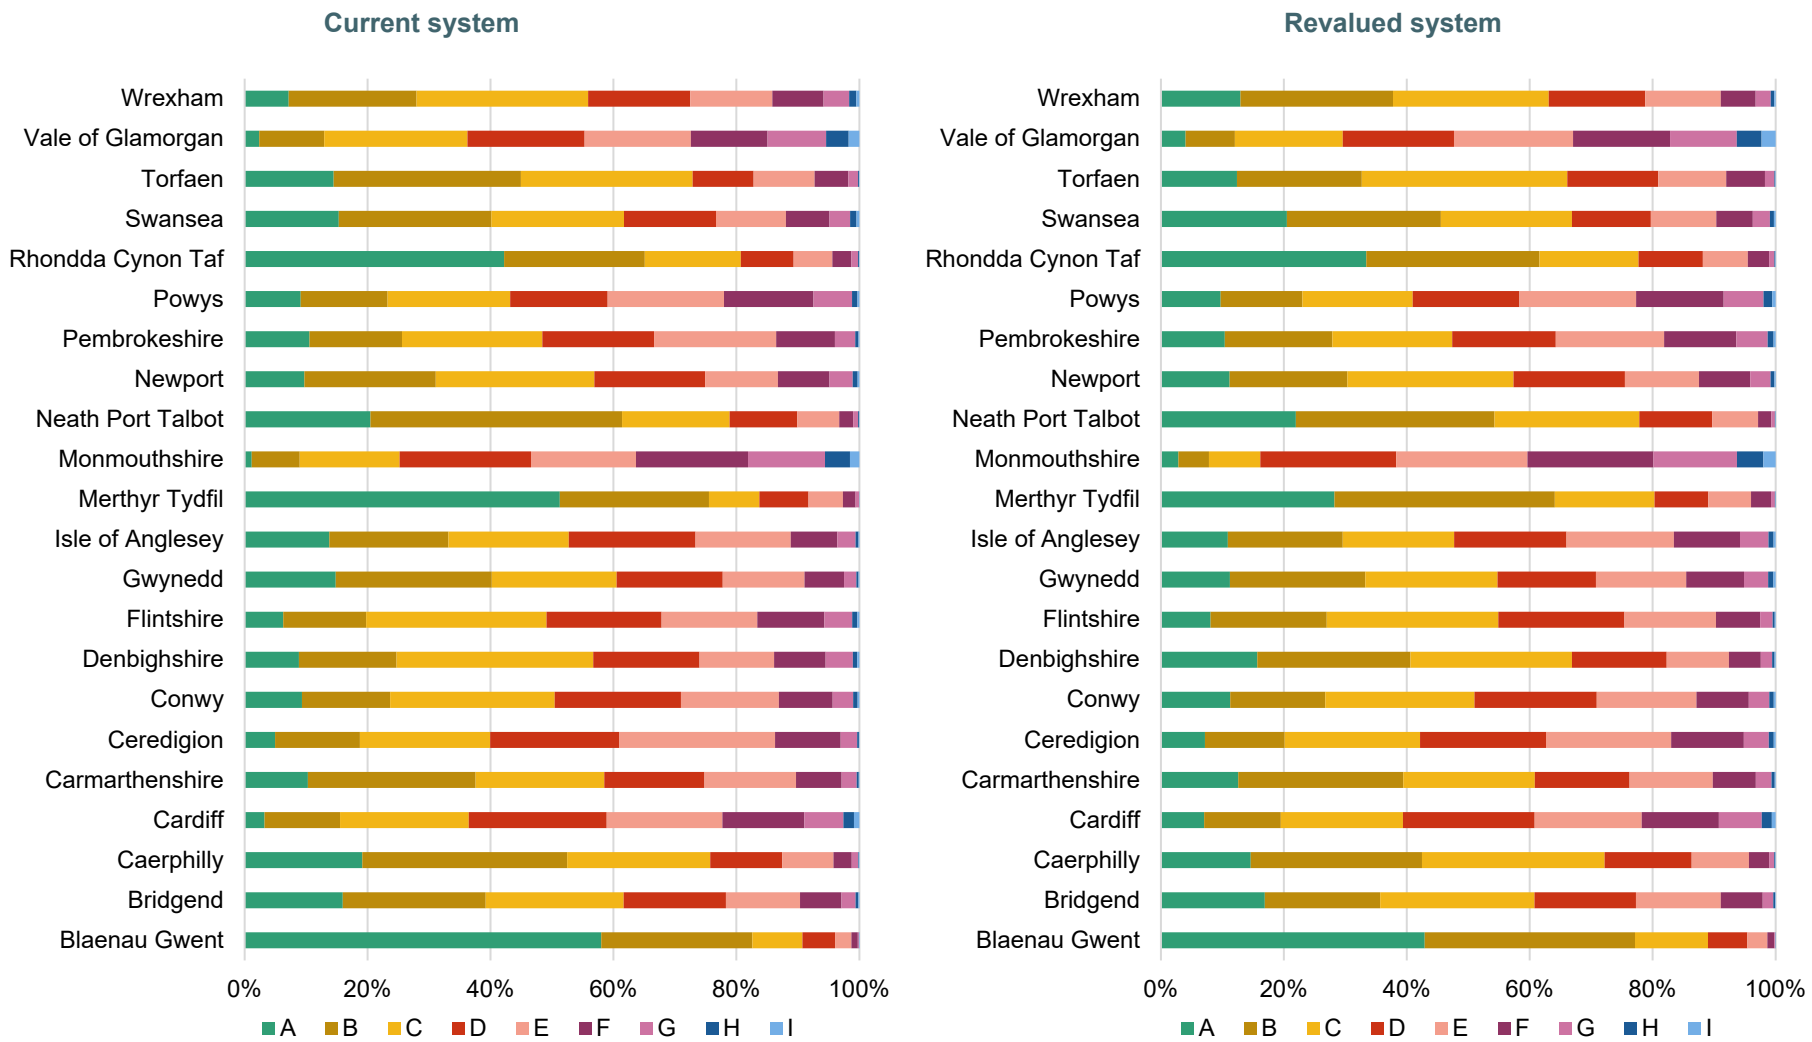 Current system
Wrexham
Vale of Glamorgan
Torfaen
Swansea
Rhondda Cynon Taf
Powys
Pembrokeshire
Newport
Neath Port Talbot
Monmouthshire
Merthyr Tydfil
Isle of Anglesey
Gwynedd
Flintshire
Denbighshire
Conwy
Ceredigion
Carmarthenshire
Cardiff
Caerphilly
Bridgend
Blaenau Gwent
0% 20% 40% 60% 80% 100%
A B C D E F G H I
Revalued system
Wrexham
Vale of Glamorgan
Torfaen
Swansea
Rhondda Cynon Taf
Powys
Pembrokeshire
Newport
Neath Port Talbot
Monmouthshire
Merthyr Tydfil
Isle of Anglesey
Gwynedd
Flintshire
Denbighshire
Conwy
Ceredigion
Carmarthenshire
Cardiff
Caerphilly
Bridgend
Blaenau Gwent
0% 20% 40% 60% 80% 100%
A B C D E F G H I